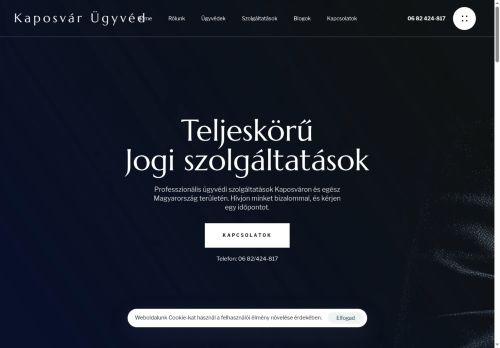 Kaposvár Ügyvéd
Home Rólunk Ügyvédek Szolgáltatások Blogok Kapcsolatok 06 82 424-817
Teljeskörű
Jogi szolgáltatások
Professzionális ügyvédi szolgáltatások Kaposváron és egész
Magyarország területén. Hívjon minket bizalommal, és kérjen
egy időpontot.
KAPCSOLATOK
Telefon: 06 82/424-817
Weboldalunk Cookie-kat használ a felhasználói élmény növelése érdekében. Elfogad